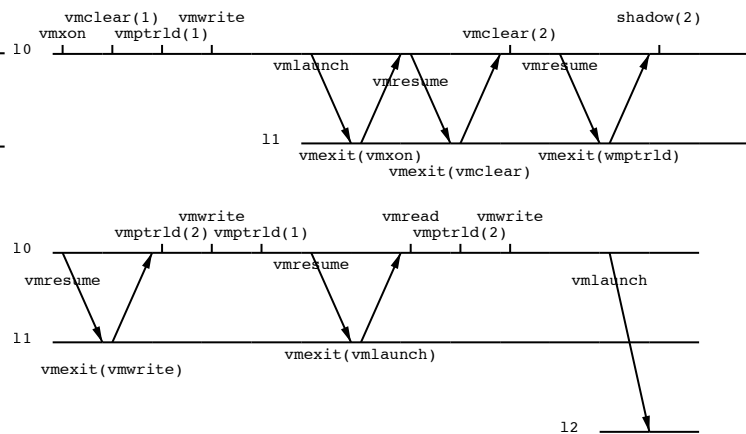 vmclear(1) vmwrite shadow(2)
vmxon vmptrld(1) vmclear(2)
l0
vmlaunch vmresume
vmresume
l1
vmexit(vmxon) vmexit(wmptrld)
vmexit(vmclear)
vmwrite vmread vmwrite
vmptrld(2) vmptrld(1) vmptrld(2)
l0
vmresume vmresume vmlaunch
l1
vmexit(vmwrite) vmexit(vmlaunch)
l2